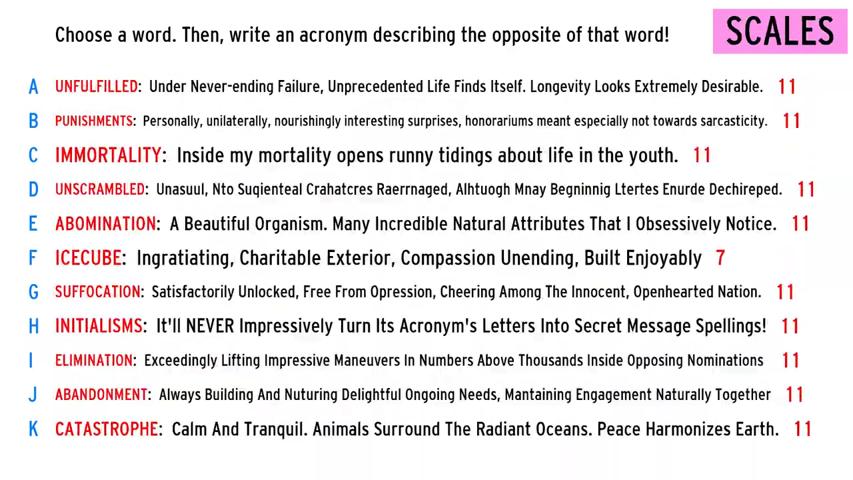 Choose a word. Then, write an acronym describing the opposite of that word!
SCALES
A UNFULFILLED: Under Never-ending Failure, Unprecedented Life Finds Itself. Longevity Looks Extremely Desirable. 11
B PUNISHMENTS: Personally, unilaterally, nourishingly interesting surprises, honorariums meant especially not towards sarcasticity. 11
C IMMORTALITY: Inside my mortality opens runny tidings about life in the youth. 11
D UNSCRAMBLED: Unasuul, Nto Suqienteal Crahatcres Raerrnaged, Alhtuogh Mnay Begninnig Ltertes Enurde Dechireped. 11
E ABOMINATION: A Beautiful Organism. Many Incredible Natural Attributes That I Obsessively Notice. 11
F ICECUBE: Ingratiating, Charitable Exterior, Compassion Unending, Built Enjoyably 7
G SUFFOCATION: Satisfactorily Unlocked, Free From Opression, Cheering Among The Innocent, Openhearted Nation. 11
H INITIALISMS: It'll NEVER Impressively Turn Its Acronym's Letters Into Secret Message Spellings! 11
I ELIMINATION: Exceedingly Lifting Impressive Maneuvers In Numbers Above Thousands Inside Opposing Nominations 11
J ABANDONMENT: Always Building And Nuturing Delightful Ongoing Needs, Mantaining Engagement Naturally Together 11
K CATASTROPHE: Calm And Tranquil. Animals Surround The Radiant Oceans. Peace Harmonizes Earth. 11